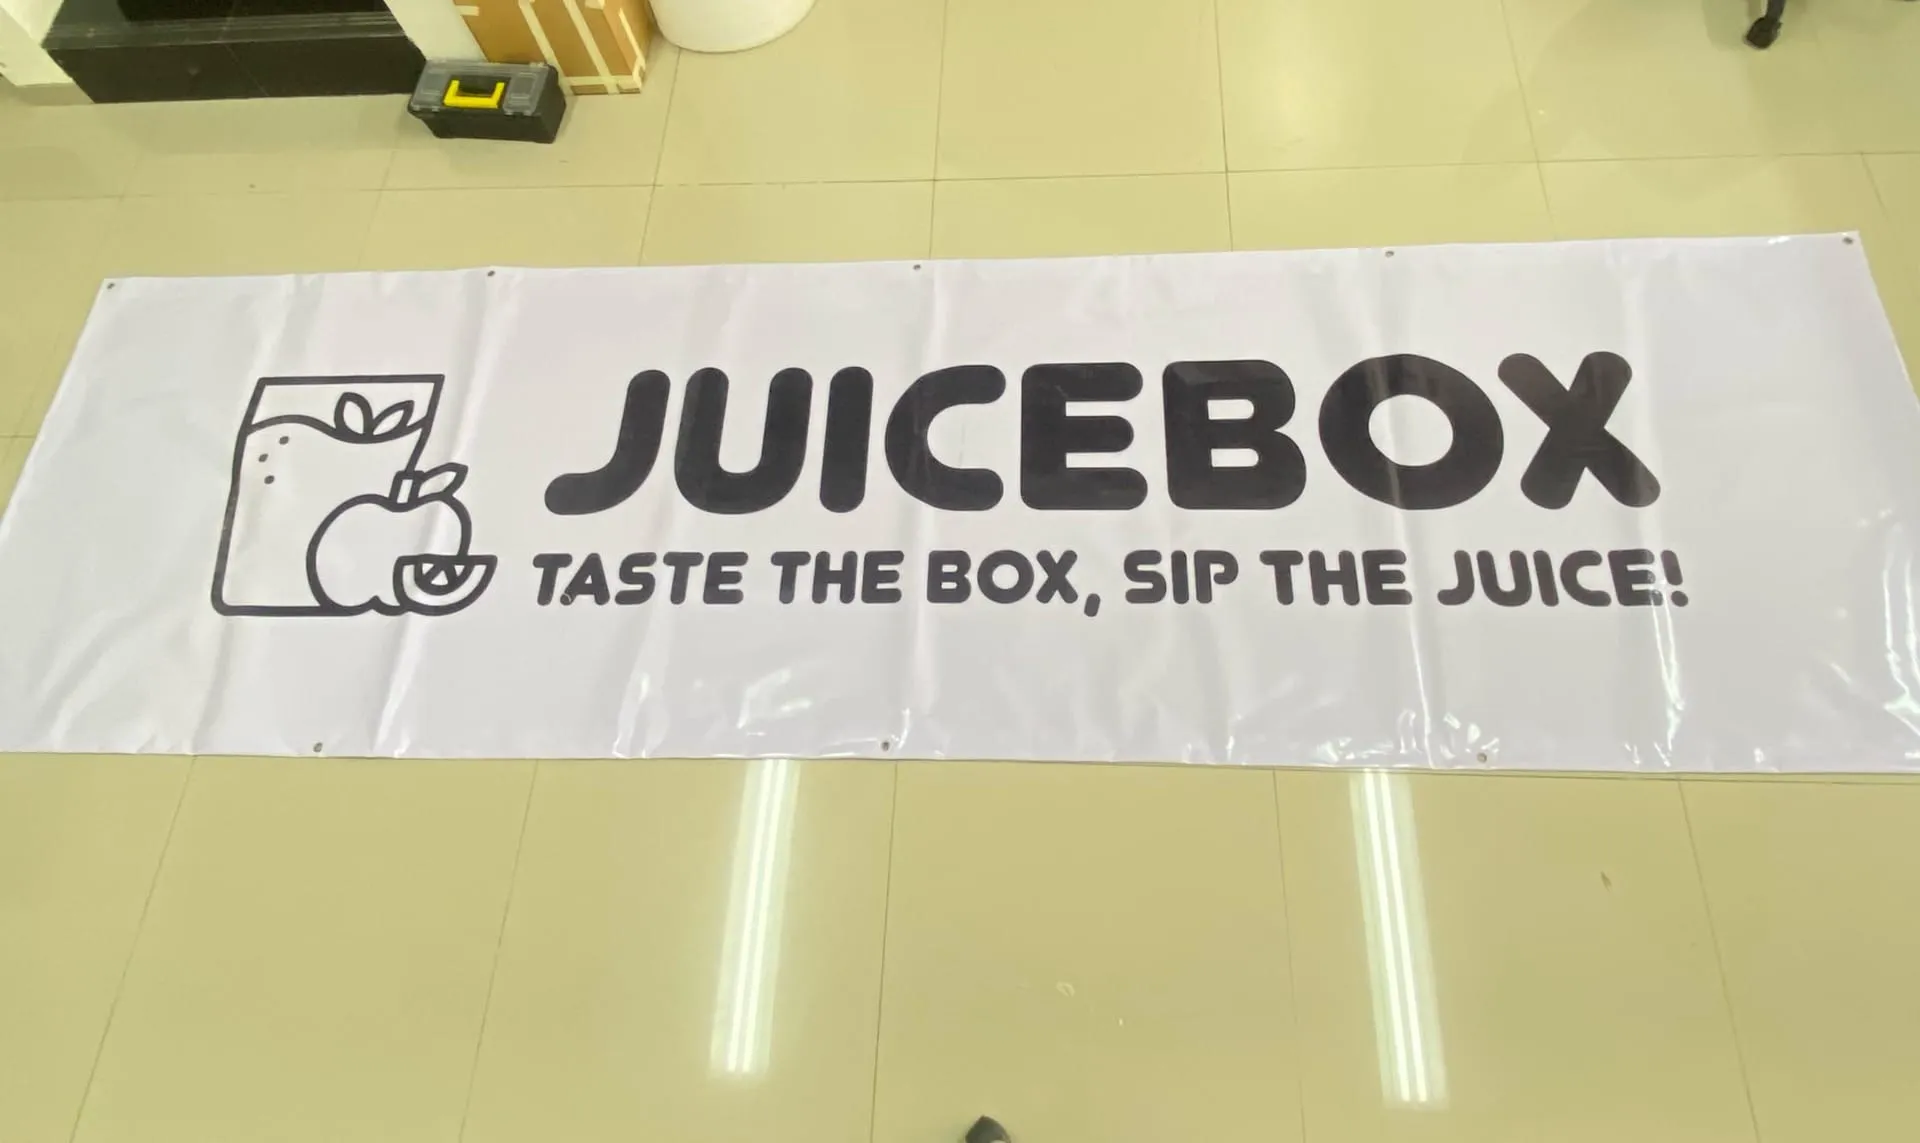 JUICEBOX
TASTE THE BOX, SIP THE JUICE!